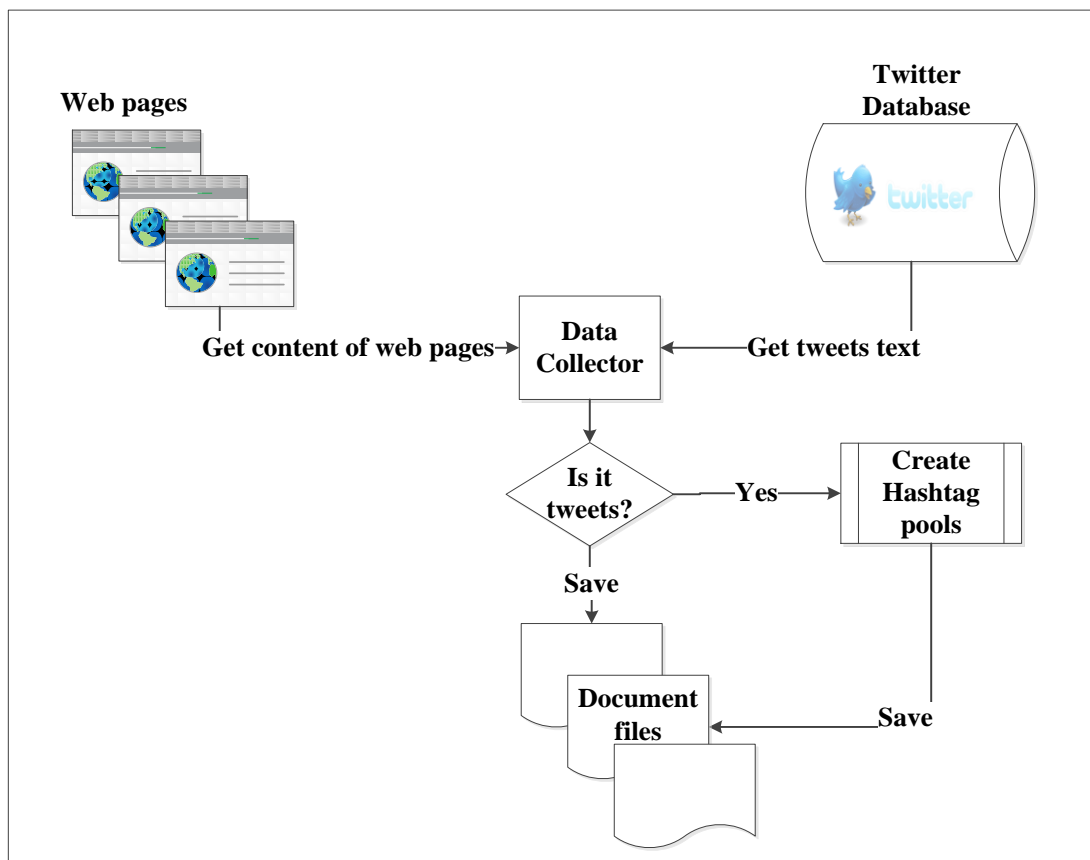 Twitter
Database
Web pages
twitter
Data
Collector
Get content of web pages
Get tweets text
Is it
tweets?
Yes
Create
Hashtag
pools
Save
Document
files
Save